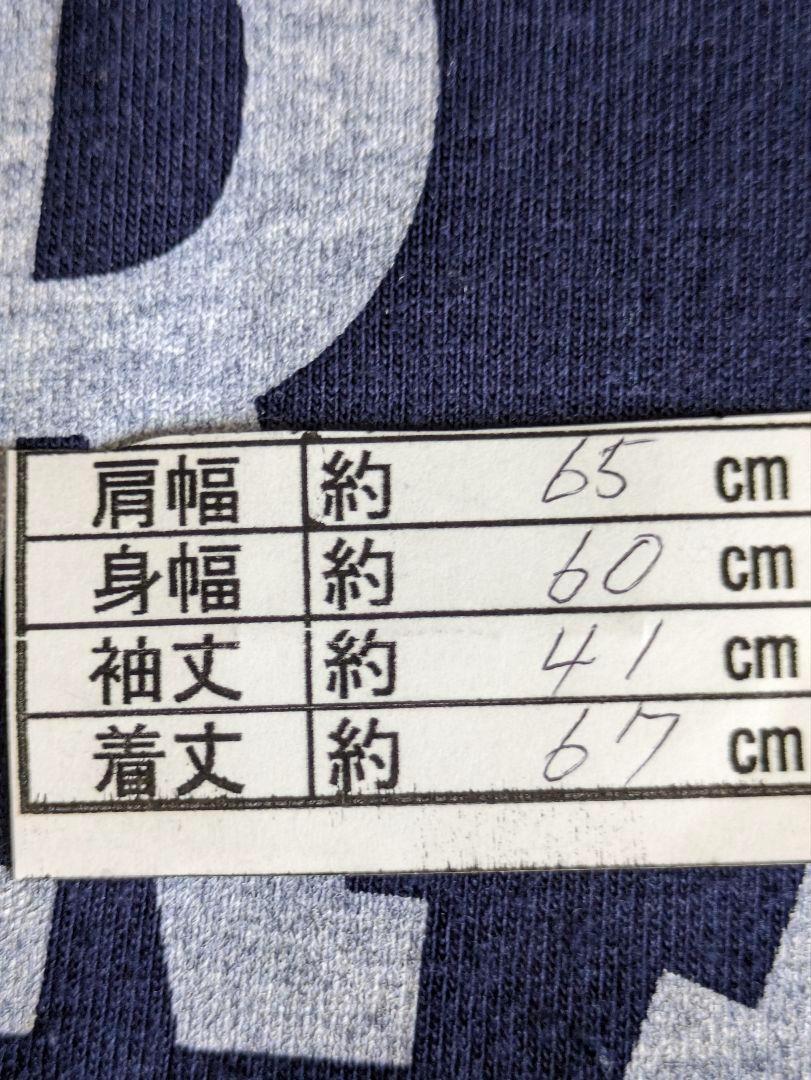 D
肩幅 約 65 cm
身幅 約 60 cm
袖丈 約 41 cm
着丈 約 67 cm